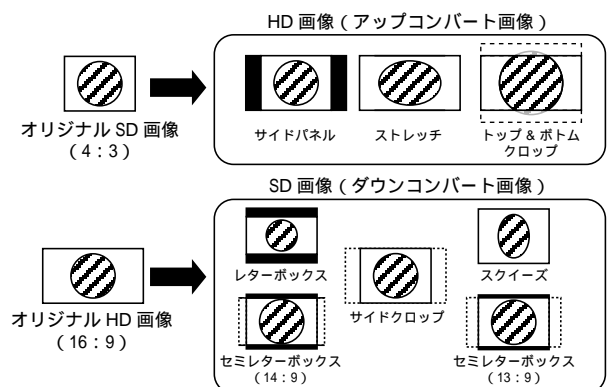 HD 画像（アップコンバート画像）
オリジナル SD 画像
（4：3）
サイドパネル
ストレッチ
トップ & ボトム
クロップ
SD 画像（ダウンコンバート画像）
オリジナル HD 画像
（16：9）
レターボックス
サイドクロップ
スクイーズ
セミレターボックス
（14：9）
セミレターボックス
（13：9）